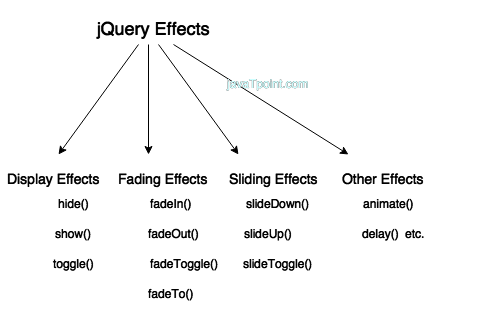 jQuery Effects
javaTpoint.com
Display Effects Fading Effects Sliding Effects Other Effects
hide() fadeIn() slideDown() animate()
show() fadeOut() slideUp() delay() etc.
toggle() fadeToggle() slideToggle()
fadeTo()